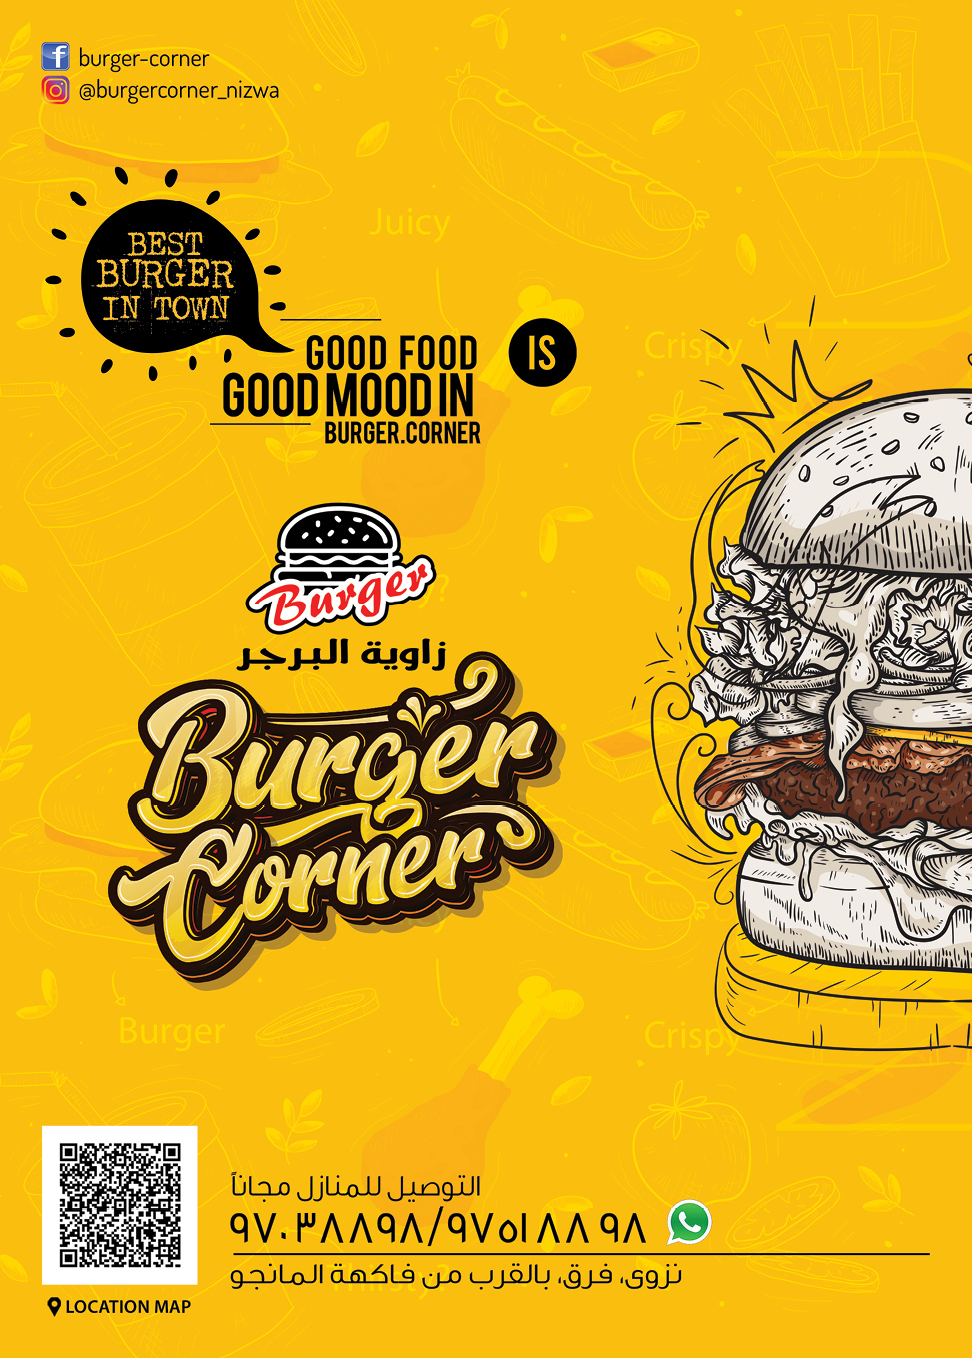 burger-corner
@burgercorner_nizwa
Juicy
BEST
BURGER
IN TOWN
GOOD FOOD IS
GOOD MOOD IN
BURGER.CORNER
Crispy
Burger
زاوية البرجر
Burger
Corner
Burger
Crispy
التوصيل للمنازل مجاناً
٩٧٠٣٨٨٩٨/٩٧٥١٨٨٩٨
نزوى، فرق، بالقرب من فاكهة المانجو
LOCATION MAP